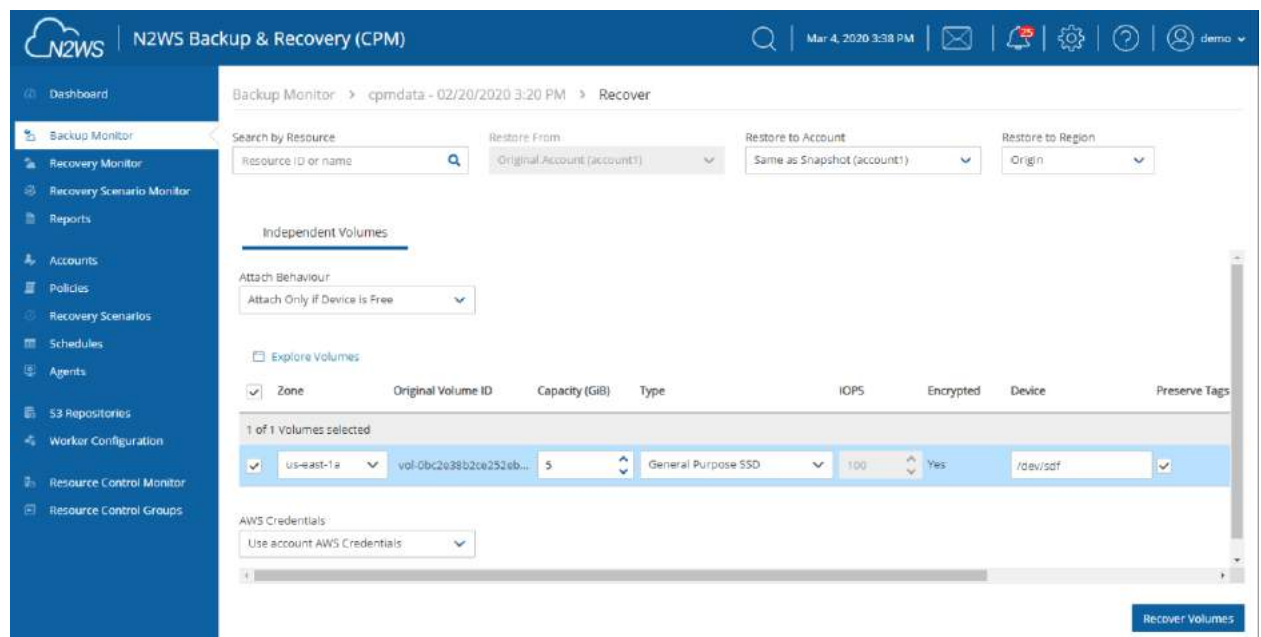 N2WS
N2WS Backup & Recovery (CPM)
Mar 4, 2020 3:38 PM
25
demo
Dashboard
Backup Monitor
Recovery Monitor
Recovery Scenario Monitor
Reports
Accounts
Policies
Recovery Scenarios
Schedules
Agents
S3 Repositories
Worker Configuration
Resource Control Monitor
Resource Control Groups
Backup Monitor > cpmdata - 02/20/2020 3:20 PM > Recover
Search by Resource Restore From Restore to Account Restore to Region
Resource ID or name Original Account (account1) Same as Snapshot (account1) Origin
Independent Volumes
Attach Behaviour
Attach Only if Device is Free
Explore Volumes
Zone Original Volume ID Capacity (GiB) Type IOPS Encrypted Device Preserve Tags
1 of 1 Volumes selected
us-east-1a vol-0bc2e38b2ce252eb... 5 General Purpose SSD 100 Yes /dev/sdf
AWS Credentials
Use account AWS Credentials
Recover Volumes